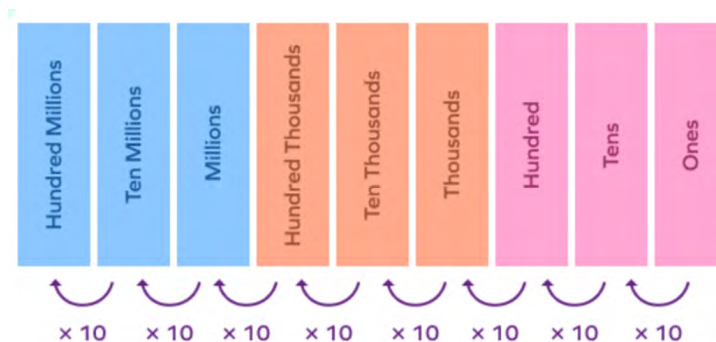 Hundred Millions
Ten Millions
Millions
Hundred Thousands
Ten Thousands
Thousands
Hundred
Tens
Ones
× 10 × 10 × 10 × 10 × 10 × 10 × 10 × 10